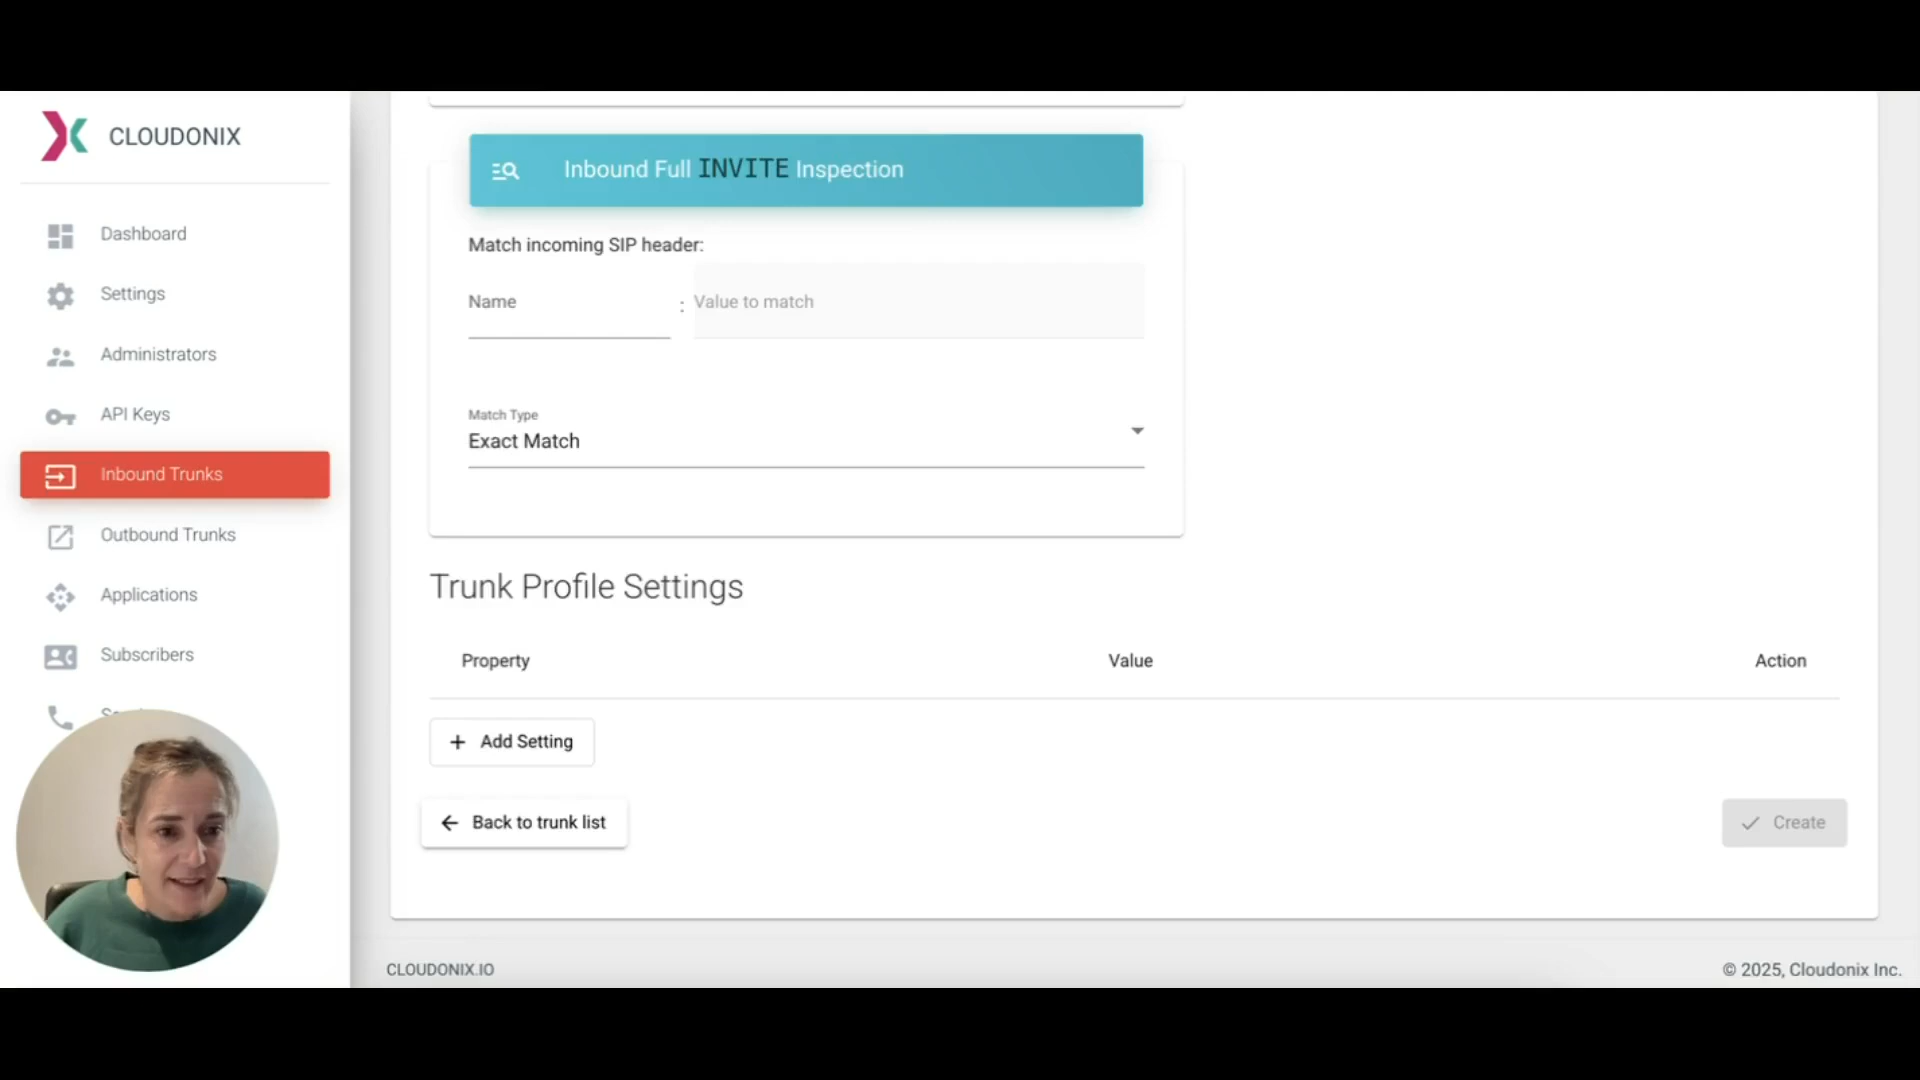 CLOUDONIX
Dashboard
Settings
Administrators
API Keys
Inbound Trunks
Outbound Trunks
Applications
Subscribers
Inbound Full INVITE Inspection
Match incoming SIP header:
Name : Value to match
Match Type
Exact Match
Trunk Profile Settings
Property Value Action
+ Add Setting
Back to trunk list
Create
CLOUDONIX.IO
© 2025, Cloudonix Inc.